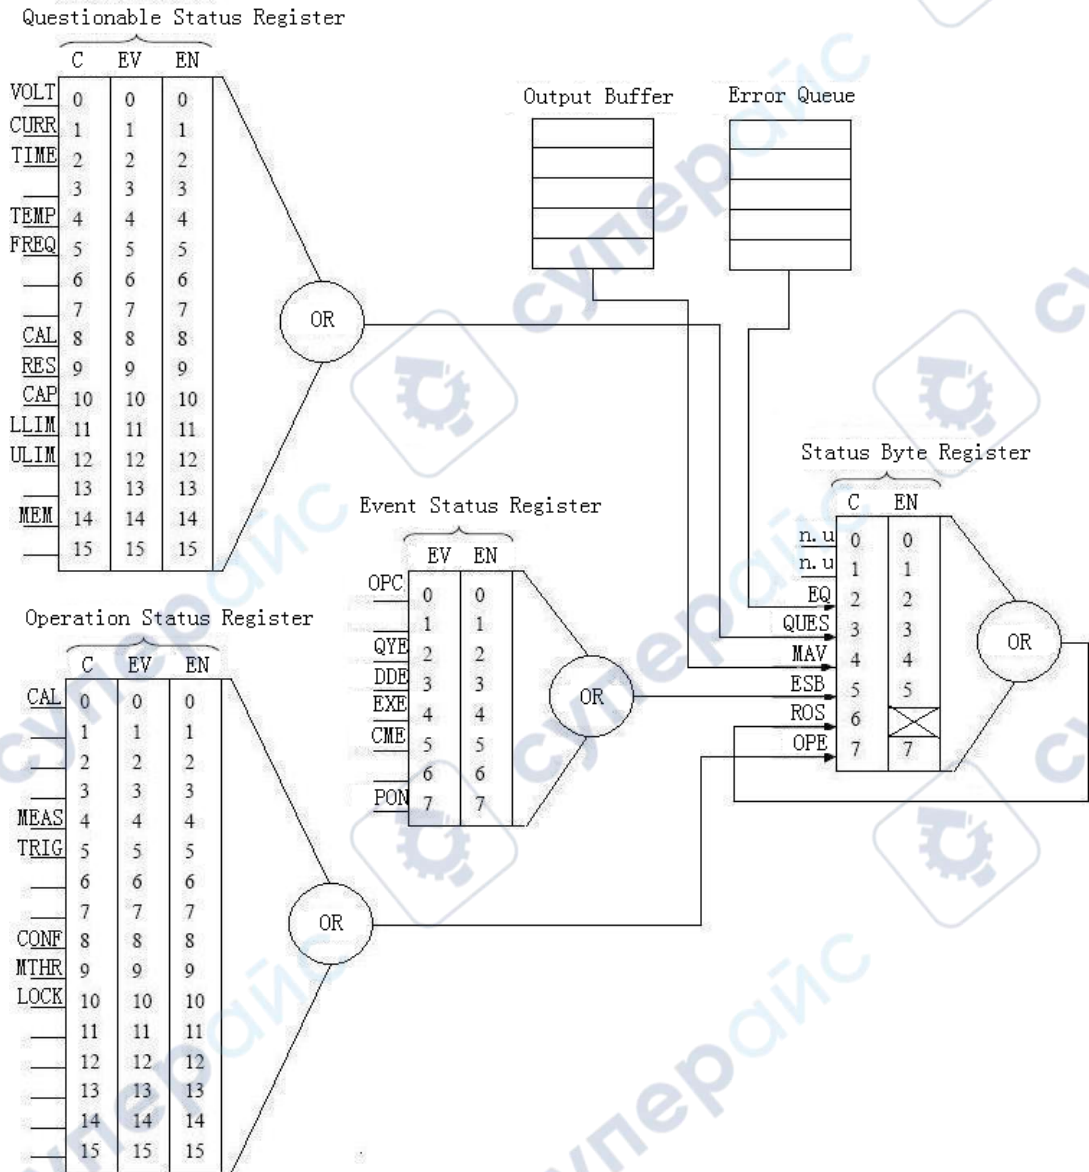 Questionable Status Register
C EV EN
VOLT 0 0 0
CURR 1 1 1
TIME 2 2 2
3 3 3
TEMP 4 4 4
FREQ 5 5 5
6 6 6
7 7 7
CAL 8 8 8
RES 9 9 9
CAP 10 10 10
LLIM 11 11 11
ULIM 12 12 12
13 13 13
MEM 14 14 14
15 15 15
OR
Output Buffer
Error Queue
Event Status Register
EV EN
OPC 0 0
1 1
QYE 2 2
DDE 3 3
EXE 4 4
CME 5 5
6 6
PON 7 7
OR
Status Byte Register
C EN
n.u 0 0
n.u 1 1
EQ 2 2
QUES 3 3
MAV 4 4
ESB 5 5
ROS 6
OPE 7 7
OR
Operation Status Register
C EV EN
CAL 0 0 0
1 1 1
2 2 2
3 3 3
MEAS 4 4 4
TRIG 5 5 5
6 6 6
7 7 7
CONF 8 8 8
MTHR 9 9 9
LOCK 10 10 10
11 11 11
12 12 12
13 13 13
14 14 14
15 15 15
OR
суперайс
суперайс
суперайс